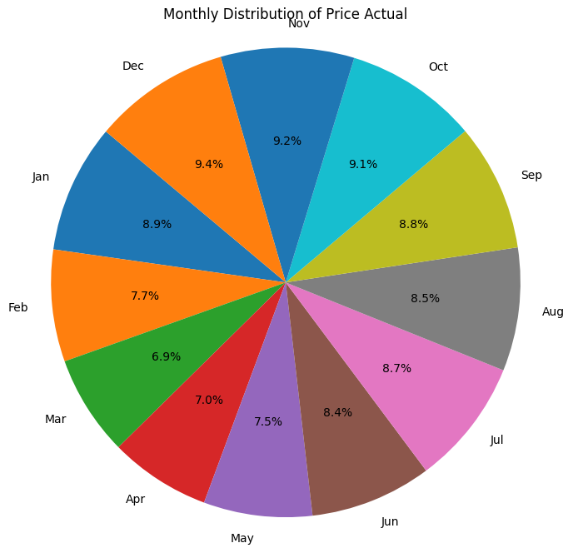 Monthly Distribution of Price Actual
Nov
Dec
Oct
9.2%
9.4%
9.1%
Jan
Sep
8.9%
8.8%
Feb
7.7%
8.5%
Aug
6.9%
8.7%
Mar
7.0%
7.5%
8.4%
Jul
Apr
May
Jun